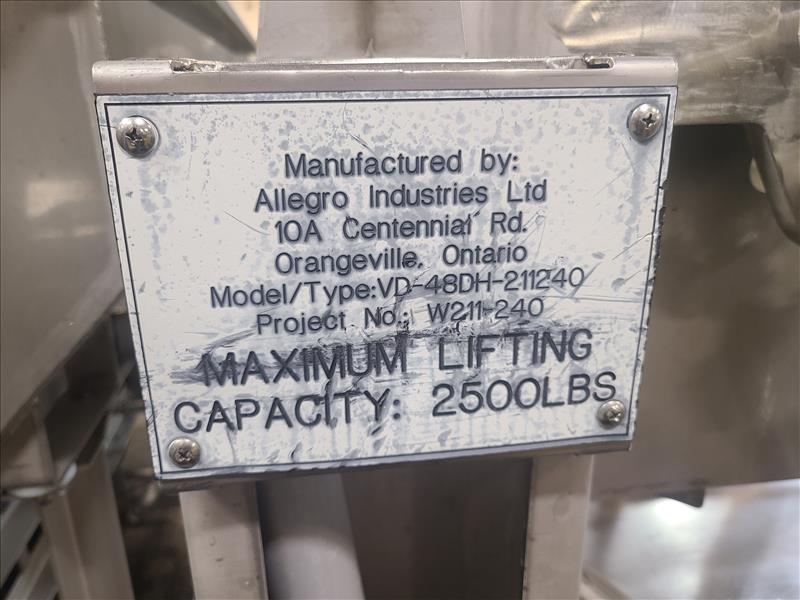 Manufactured by:
Allegro Industries Ltd
10A Centennial Rd.
Orangeville, Ontario
Model/Type:VD-48DH-211240
Project No.: W211-240
MAXIMUM LIFTING
CAPACITY: 2500LBS